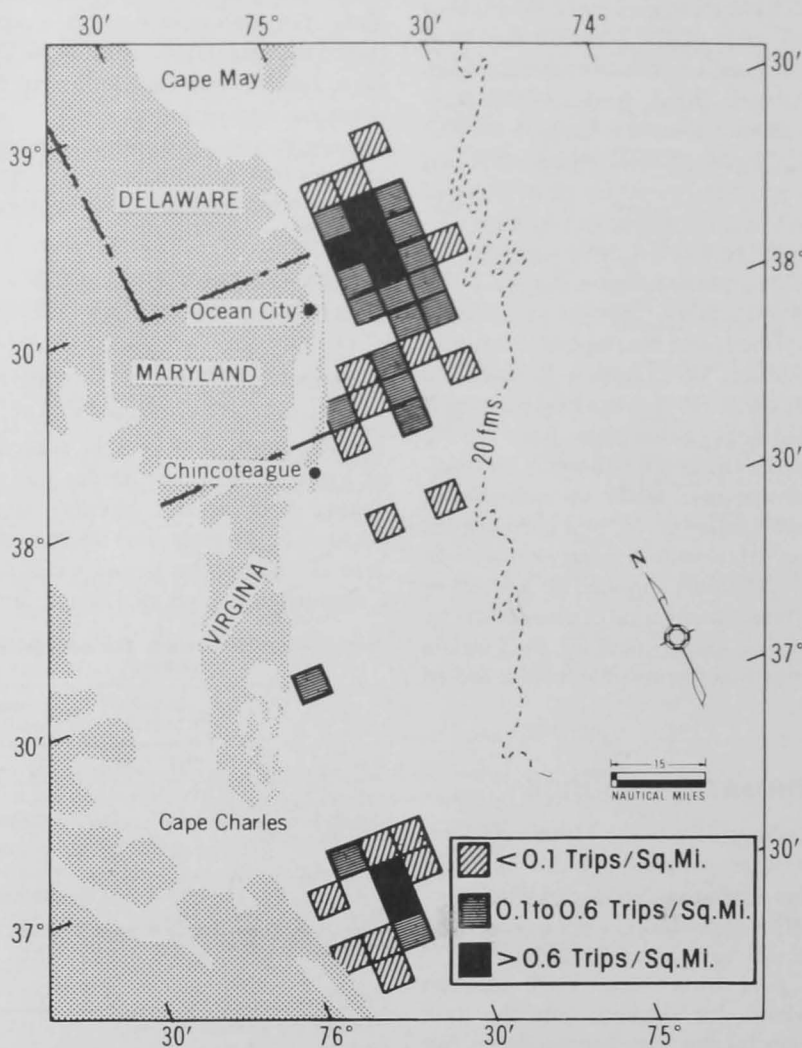 30′ 75° 30′ 74°
30′
Cape May
39°
DELAWARE
38°
Ocean City
30′
MARYLAND
20 fms.
30′
Chincoteague
38°
VIRGINIA
N
37°
30′
15
NAUTICAL MILES
Cape Charles
30′
<0.1 Trips/Sq.Mi.
0.1to 0.6 Trips/Sq.Mi.
>0.6 Trips/Sq.Mi.
37°
30′ 76° 30′ 75°